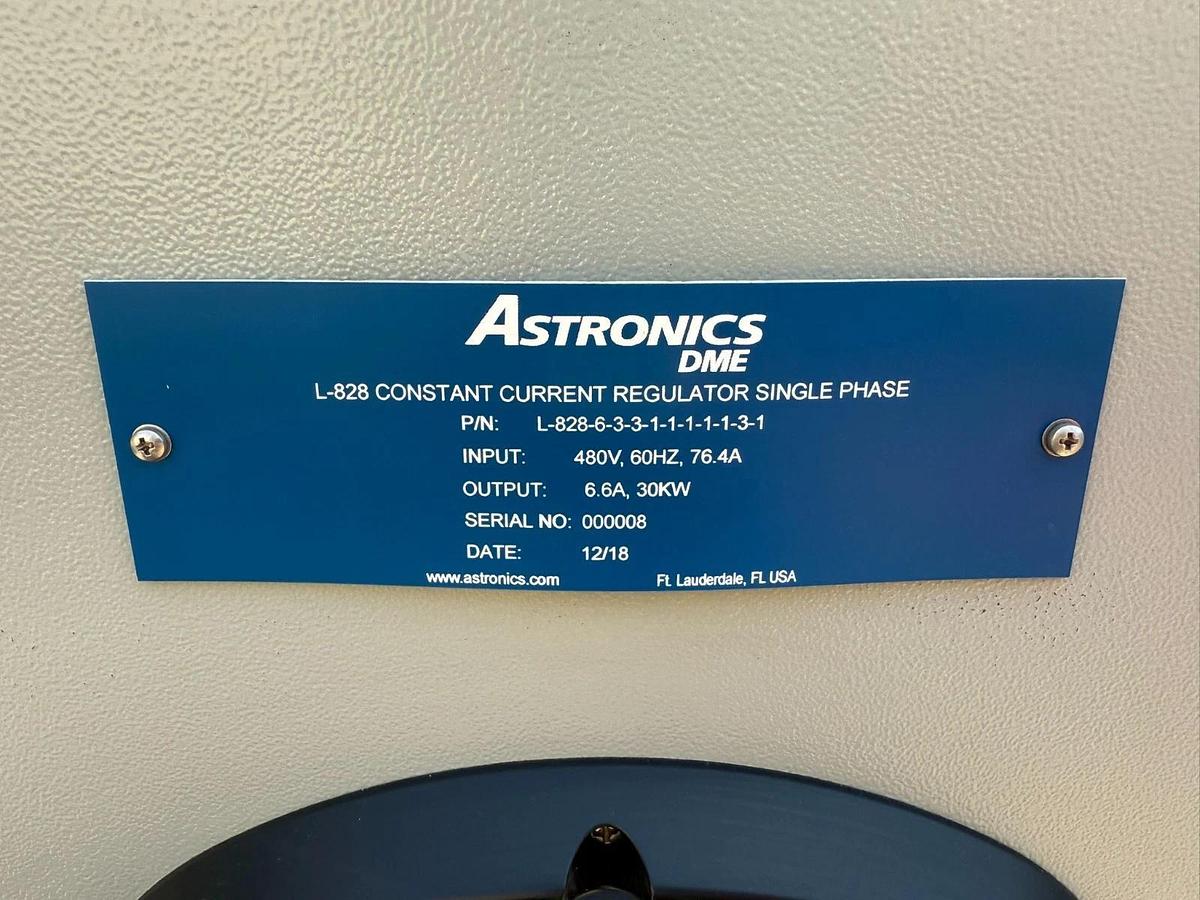 ASTRONICS
DME
L-828 CONSTANT CURRENT REGULATOR SINGLE PHASE
P/N: L-828-6-3-3-1-1-1-1-1-3-1
INPUT: 480V, 60HZ, 76.4A
OUTPUT: 6.6A, 30KW
SERIAL NO: 000008
DATE: 12/18
www.astronics.com Ft. Lauderdale, FL USA